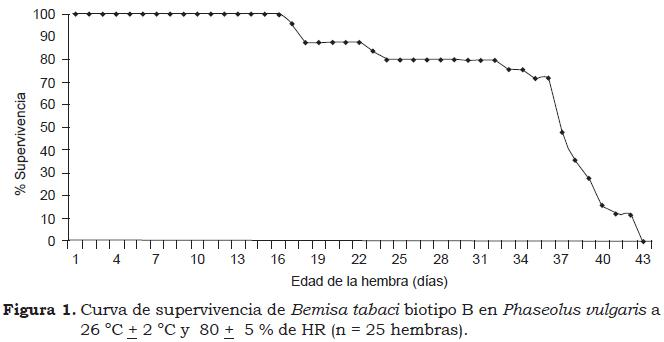 100
90
80
70
60
50
40
30
20
10
0
% Supervivencia
1 4 7 10 13 16 19 22 25 28 31 34 37 40 43
Edad de la hembra (días)
Figura 1. Curva de supervivencia de Bemisa tabaci biotipo B en Phaseolus vulgaris a
26 °C ± 2 °C y 80 ± 5 % de HR (n = 25 hembras).